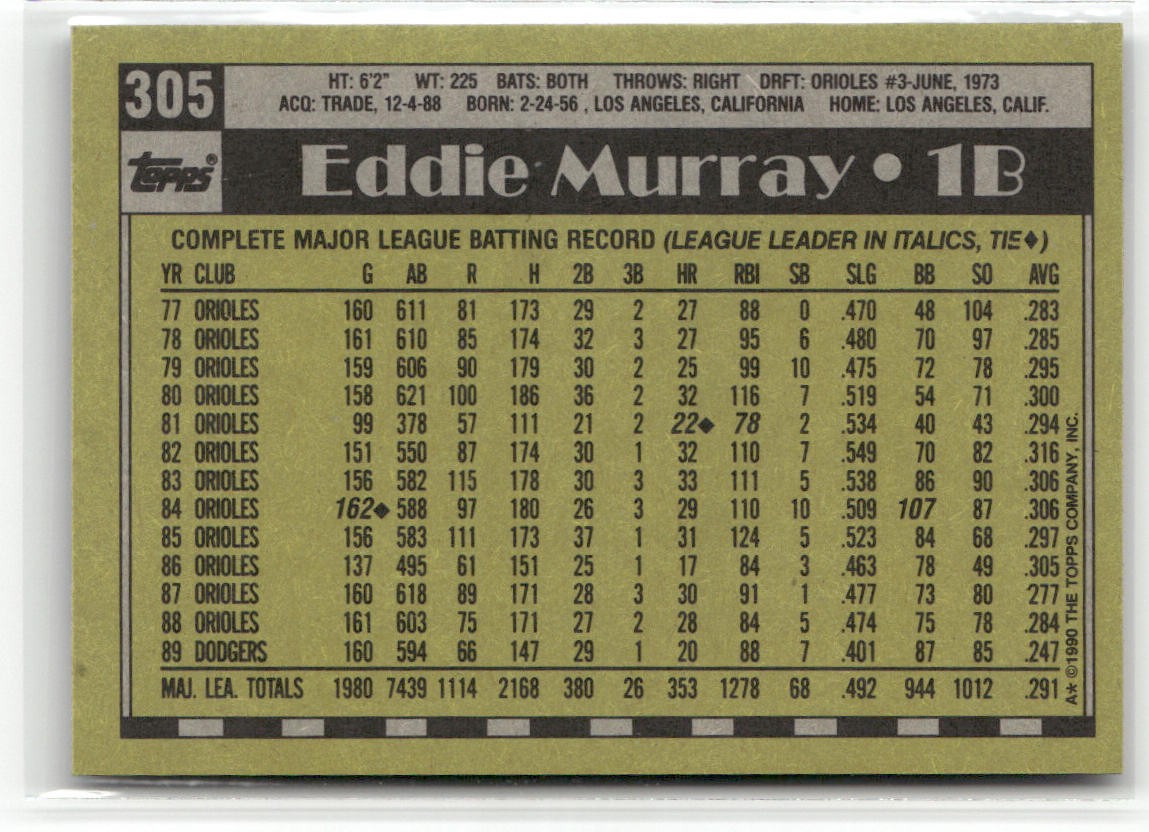 305
HT: 6'2" WT: 225 BATS: BOTH THROWS: RIGHT DRFT: ORIOLES #3-JUNE, 1973
ACQ: TRADE, 12-4-88 BORN: 2-24-56 , LOS ANGELES, CALIFORNIA HOME: LOS ANGELES, CALIF.
Topps®
Eddie Murray • 1B
COMPLETE MAJOR LEAGUE BATTING RECORD (LEAGUE LEADER IN ITALICS, TIE♦)
YR CLUB G AB R H 2B 3B HR RBI SB SLG BB SO AVG
77 ORIOLES 160 611 81 173 29 2 27 88 0 .470 48 104 .283
78 ORIOLES 161 610 85 174 32 3 27 95 6 .480 70 97 .285
79 ORIOLES 159 606 90 179 30 2 25 99 10 .475 72 78 .295
80 ORIOLES 158 621 100 186 36 2 32 116 7 .519 54 71 .300
81 ORIOLES 99 378 57 111 21 2 22♦ 78 2 .534 40 43 .294
82 ORIOLES 151 550 87 174 30 1 32 110 7 .549 70 82 .316
83 ORIOLES 156 582 115 178 30 3 33 111 5 .538 86 90 .306
84 ORIOLES 162♦ 588 97 180 26 3 29 110 10 .509 107 87 .306
85 ORIOLES 156 583 111 173 37 1 31 124 5 .523 84 68 .297
86 ORIOLES 137 495 61 151 25 1 17 84 3 .463 78 49 .305
87 ORIOLES 160 618 89 171 28 3 30 91 1 .477 73 80 .277
88 ORIOLES 161 603 75 171 27 2 28 84 5 .474 75 78 .284
89 DODGERS 160 594 66 147 29 1 20 88 7 .401 87 85 .247
MAJ. LEA. TOTALS 1980 7439 1114 2168 380 26 353 1278 68 .492 944 1012 .291
A* ©1990 THE TOPPS COMPANY, INC.